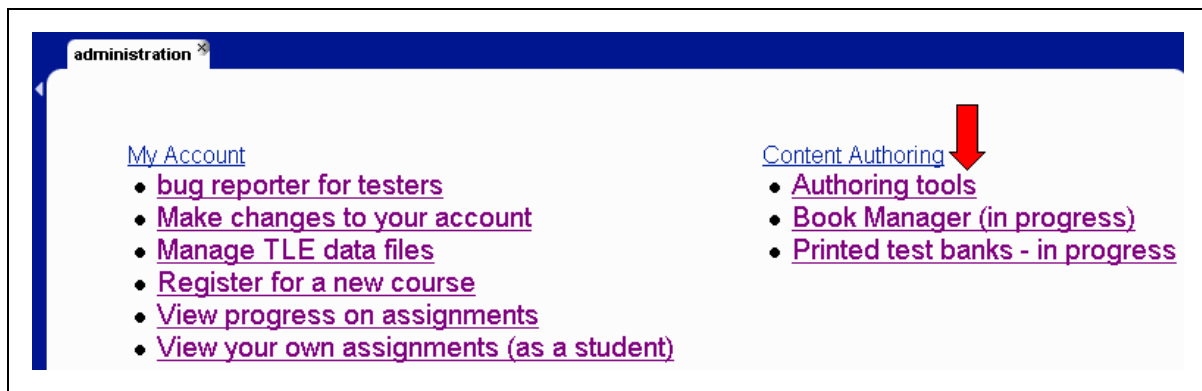 administration
My Account
bug reporter for testers
Make changes to your account
Manage TLE data files
Register for a new course
View progress on assignments
View your own assignments (as a student)
Content Authoring
Authoring tools
Book Manager (in progress)
Printed test banks - in progress